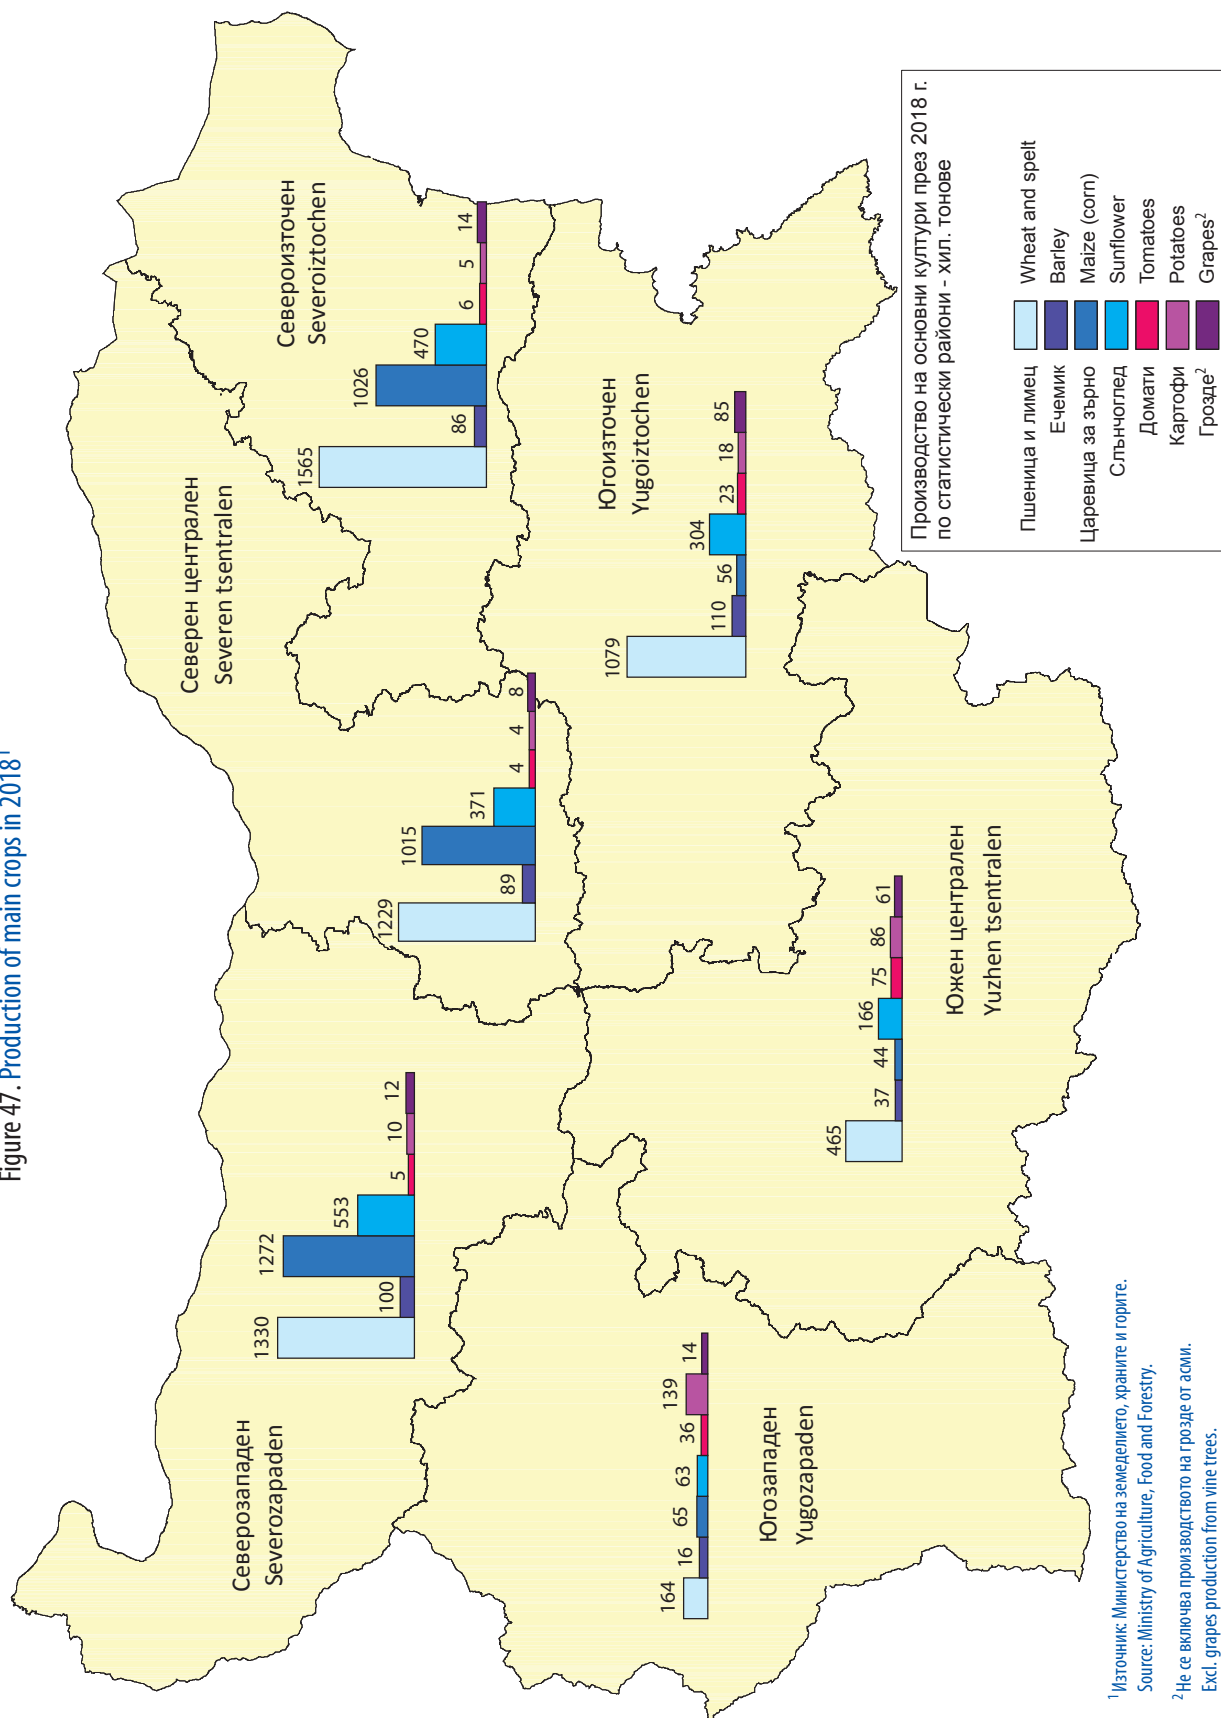 Figure 47. Production of main crops in 2018¹
Северозападен
Severozapaden
1330
100
1272
553
5
10
12
Северен централен
Severen tsentralen
1229
89
1015
371
4
4
8
Североизточен
Severoiztochen
1565
86
1026
470
6
5
14
Югоизточен
Yugoiztochen
1079
110
56
304
23
18
85
Югозападен
Yugozapaden
164
16
65
63
36
139
14
Южен централен
Yuzhen tsentralen
465
37
44
166
75
86
61
Производство на основни култури през 2018 г.
по статистически райони - хил. тонове
Пшеница и лимец Wheat and spelt
Ечемик Barley
Царевица за зърно Maize (corn)
Слънчоглед Sunflower
Домати Tomatoes
Картофи Potatoes
Грозде² Grapes²
¹ Източник: Министерство на земеделието, храните и горите.
Source: Ministry of Agriculture, Food and Forestry.
² Не се включва производството на грозде от асми.
Excl. grapes production from vine trees.